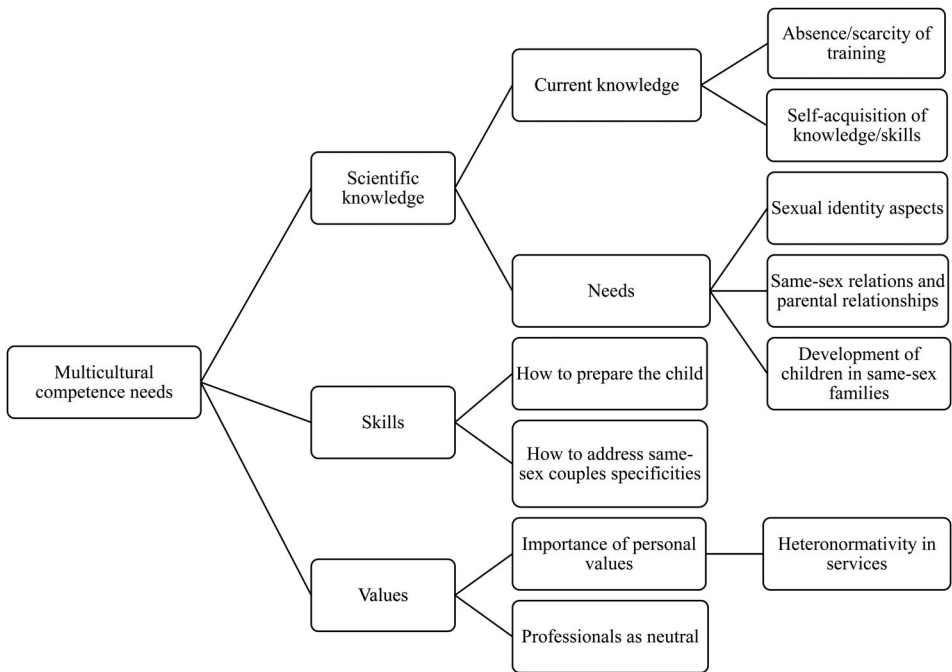 Absence/scarcity of
training
Current knowledge
Self-acquisition of
knowledge/skills
Scientific
knowledge
Sexual identity aspects
Needs
Same-sex relations and
parental relationships
Development of
children in same-sex
families
Multicultural
competence needs
How to prepare the child
Skills
How to address same-
sex couples specificities
Importance of personal
values
Heteronormativity in
services
Values
Professionals as neutral